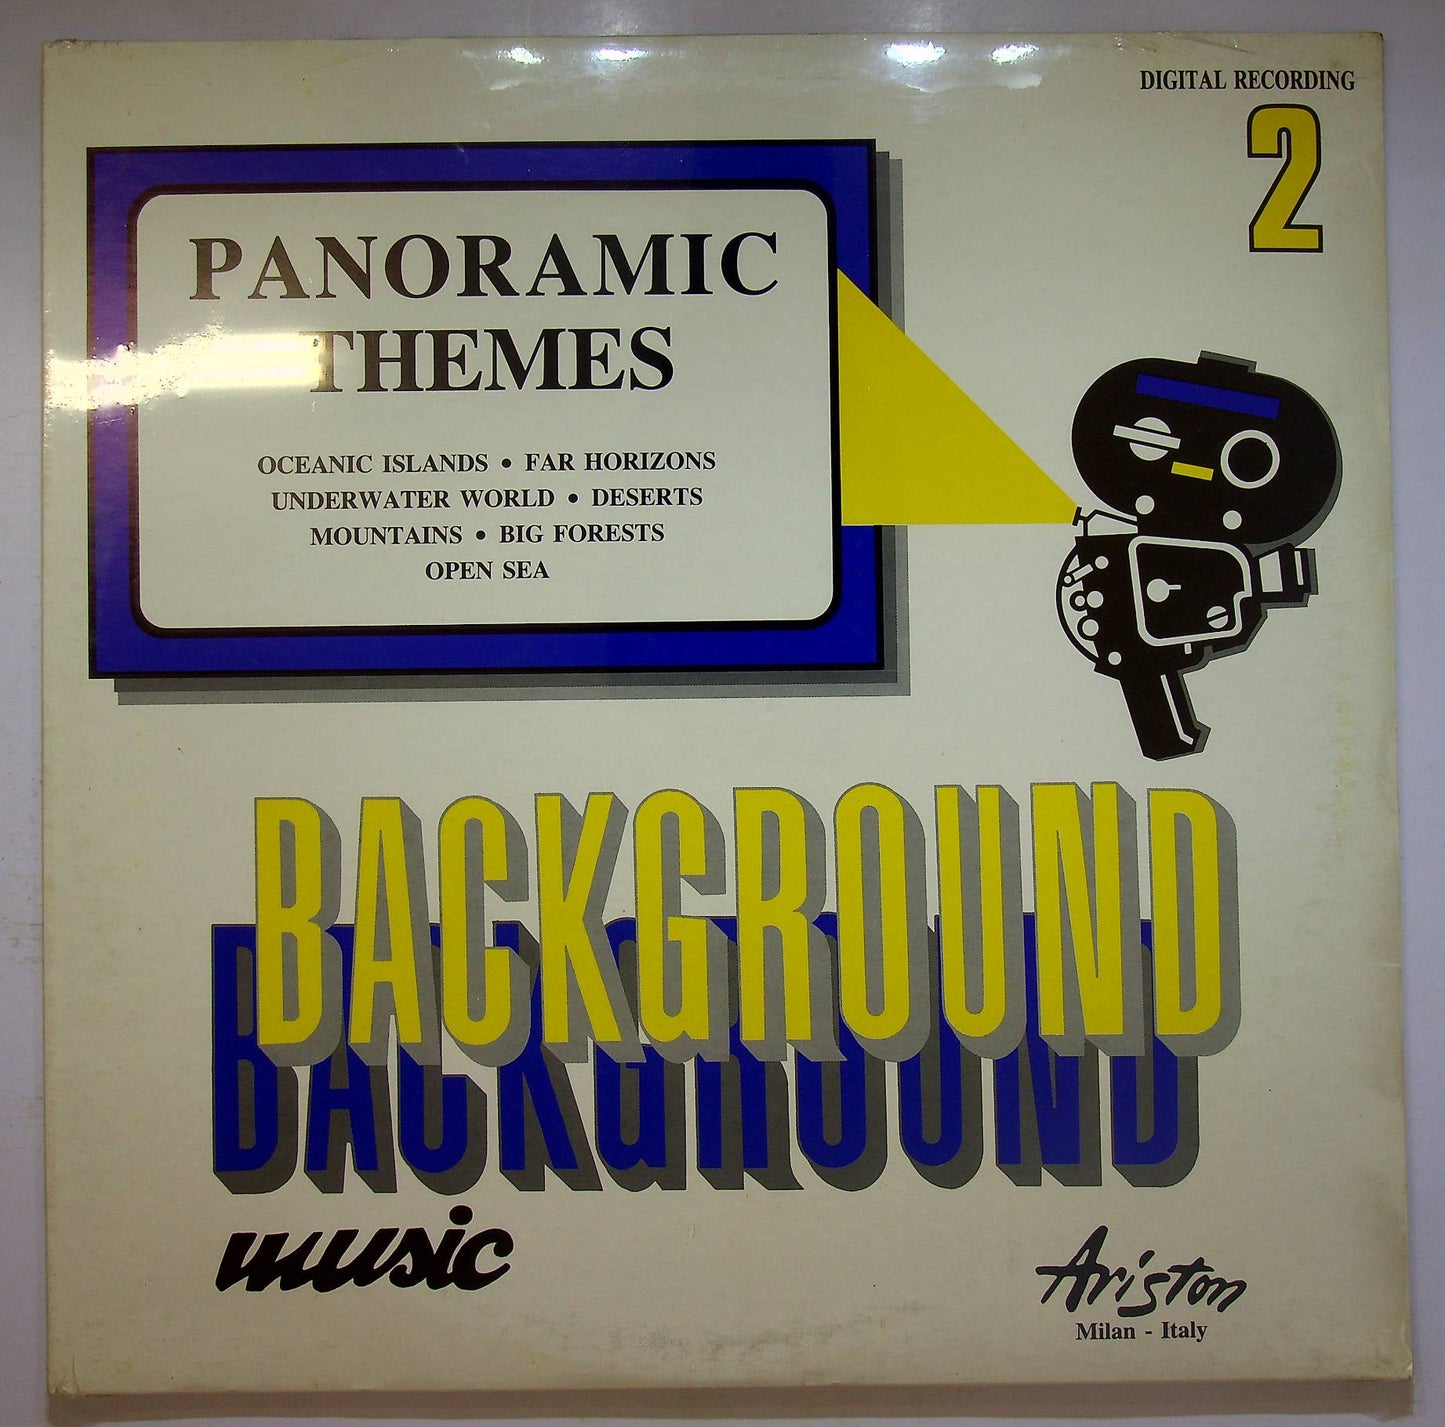 DIGITAL RECORDING
2
PANORAMIC
THEMES
OCEANIC ISLANDS • FAR HORIZONS
UNDERWATER WORLD • DESERTS
MOUNTAINS • BIG FORESTS
OPEN SEA
BACKGROUND
BACKGROUND
music
Ariston
Milan - Italy